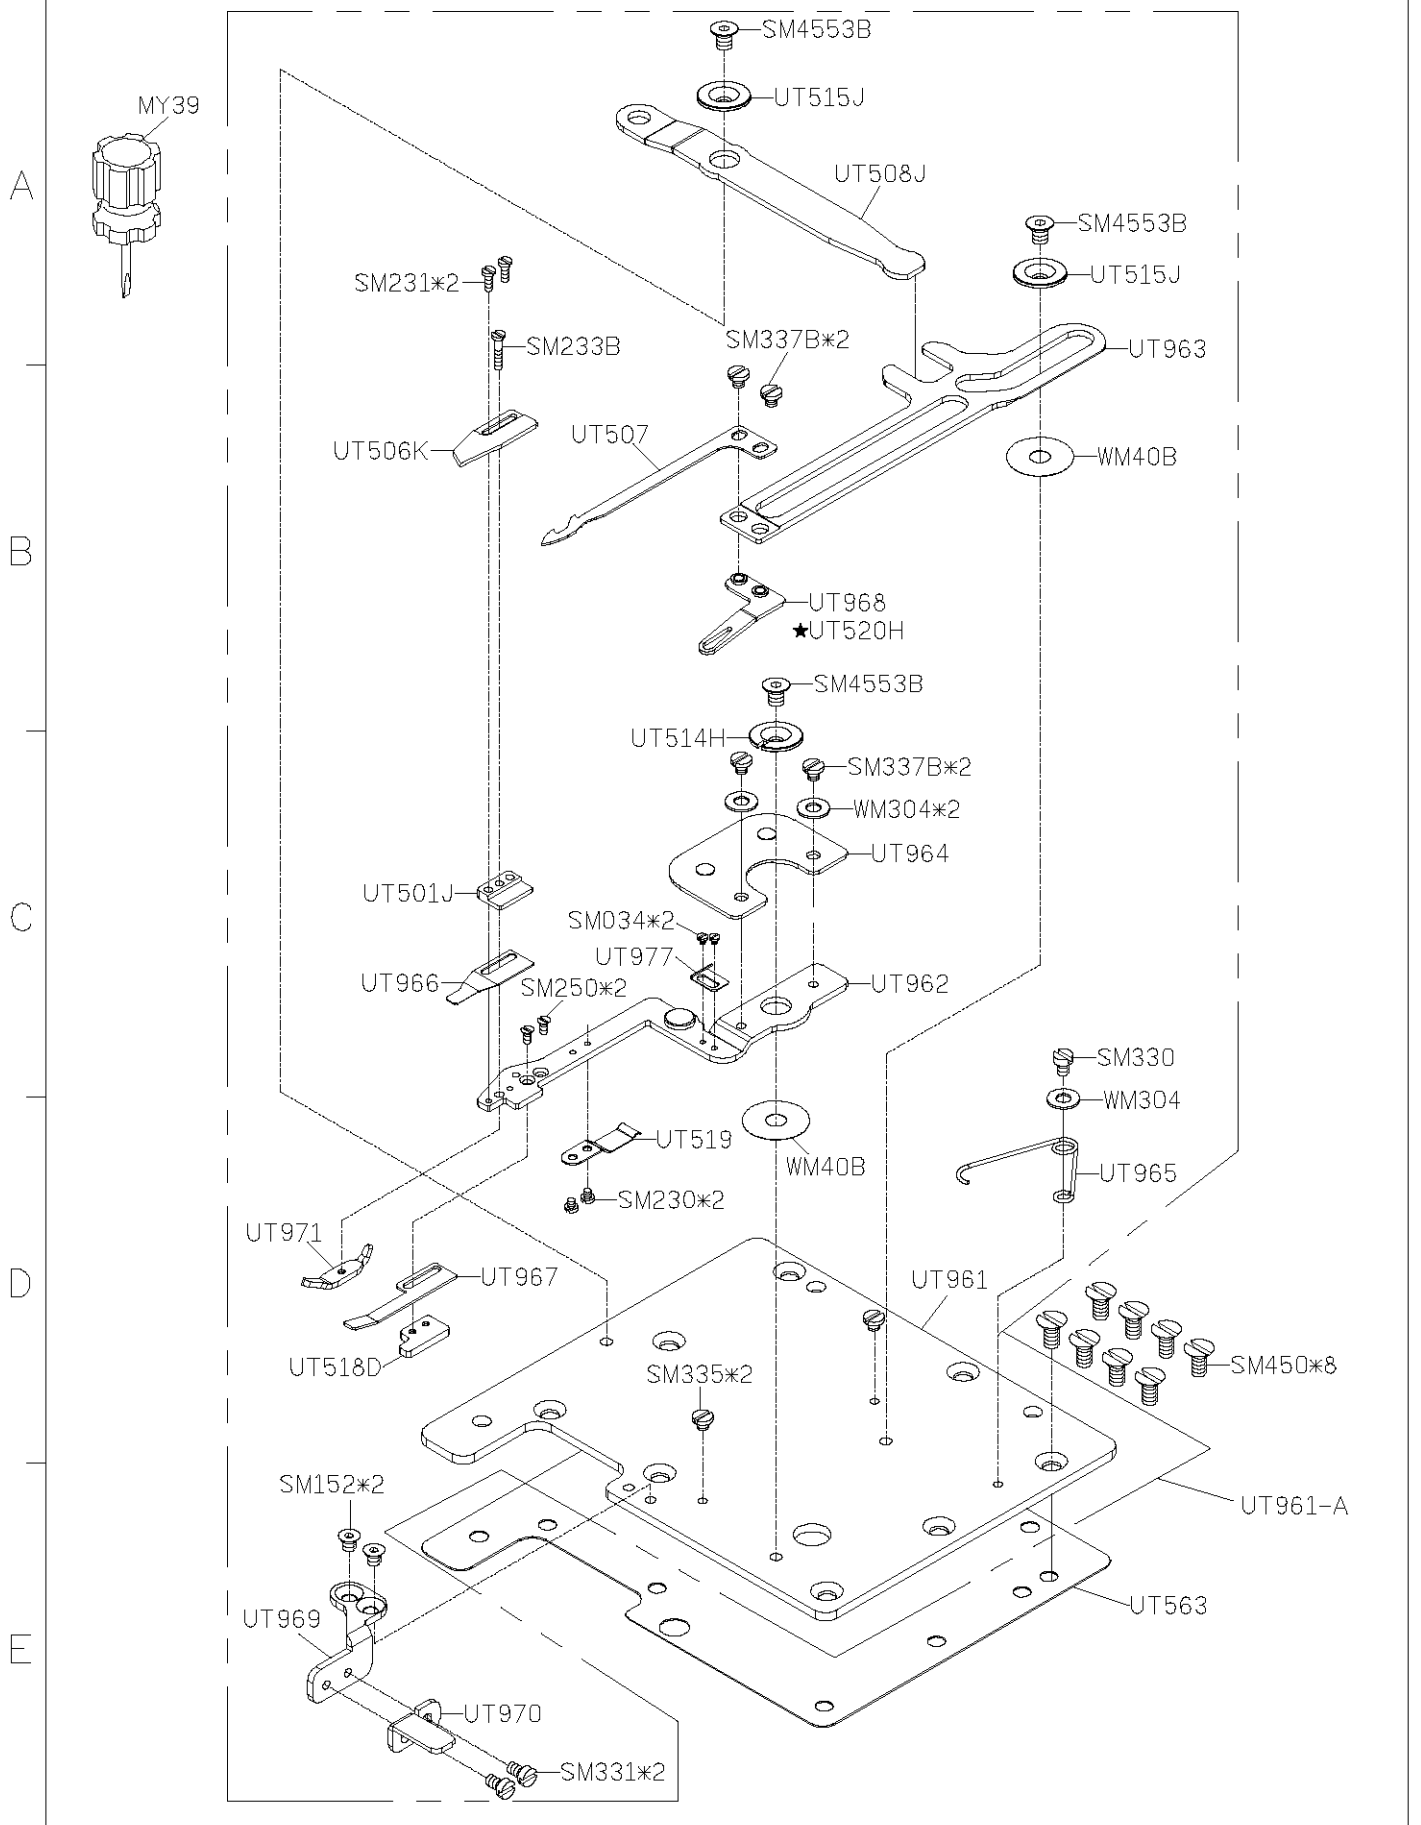 SM4553B
UT515J
MY39
UT508J
A
SM4553B
UT515J
SM231*2
SM337B*2
SM233B
UT963
UT507
UT506K
WM40B
B
UT968
★UT520H
SM4553B
UT514H
SM337B*2
WM304*2
UT964
UT501J
C
SM034*2
UT977
UT966
SM250*2
UT962
SM330
WM304
UT519
WM40B
UT965
SM230*2
UT971
UT967
UT961
D
UT518D
SM335*2
SM450*8
SM152*2
UT961-A
UT969
UT563
E
UT970
SM331*2